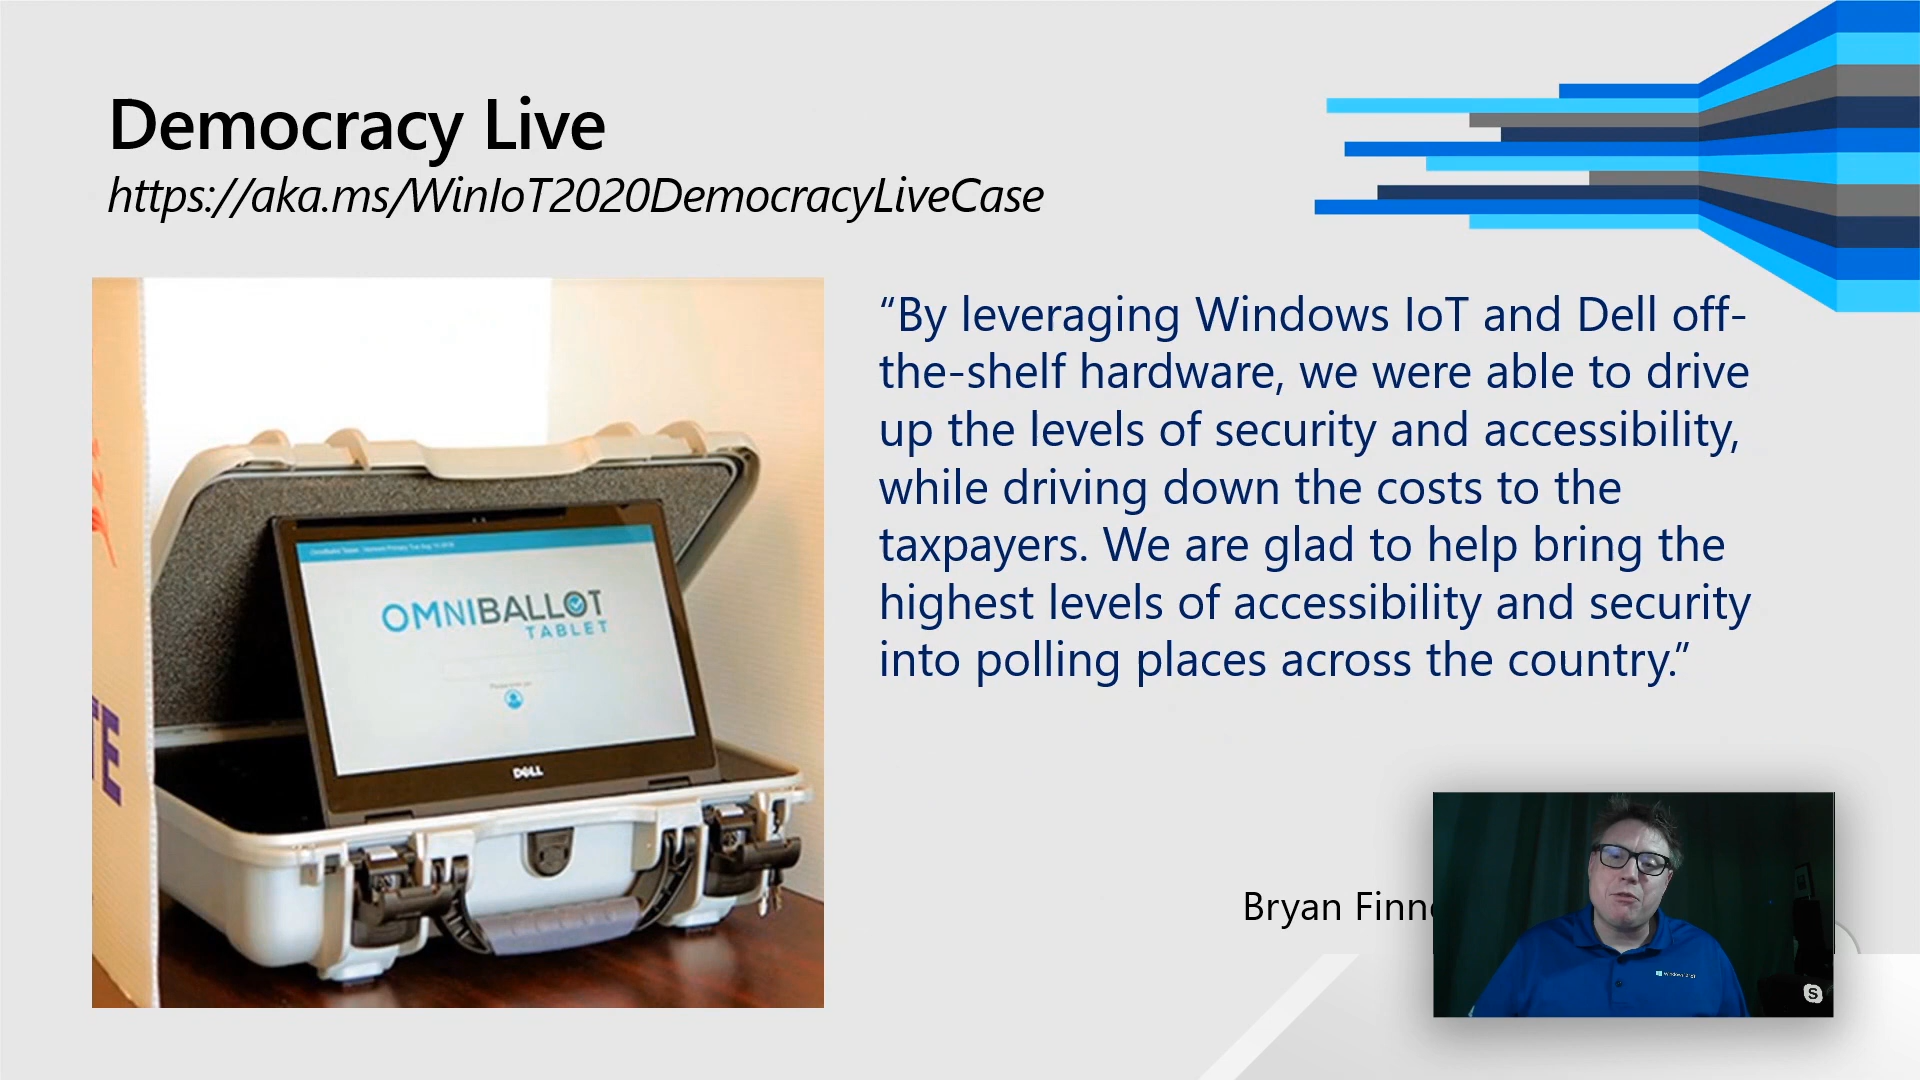 Democracy Live
https://aka.ms/WinIoT2020DemocracyLiveCase
“By leveraging Windows IoT and Dell off-
the-shelf hardware, we were able to drive
up the levels of security and accessibility,
while driving down the costs to the
taxpayers. We are glad to help bring the
highest levels of accessibility and security
into polling places across the country.”
OMNIBALLOT
TABLET
DELL
TE
Bryan Finn
Windows IoT